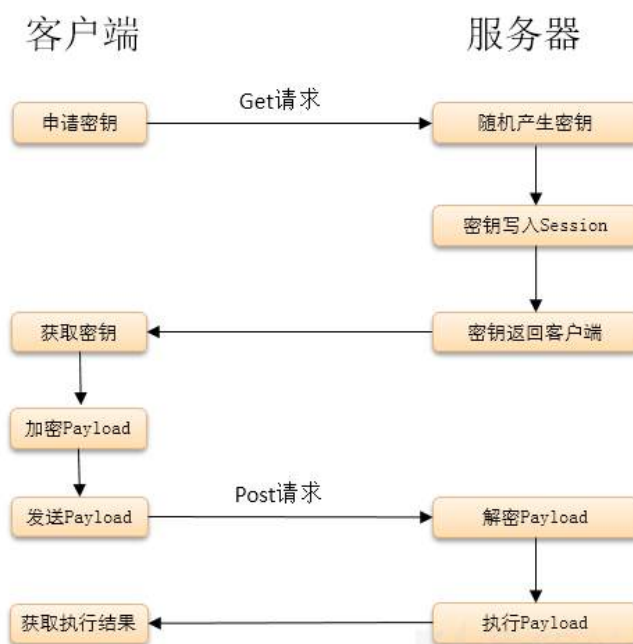 客户端 服务器
Get请求
申请密钥 随机产生密钥
密钥写入Session
获取密钥 密钥返回客户端
加密Payload
Post请求
发送Payload 解密Payload
获取执行结果 执行Payload